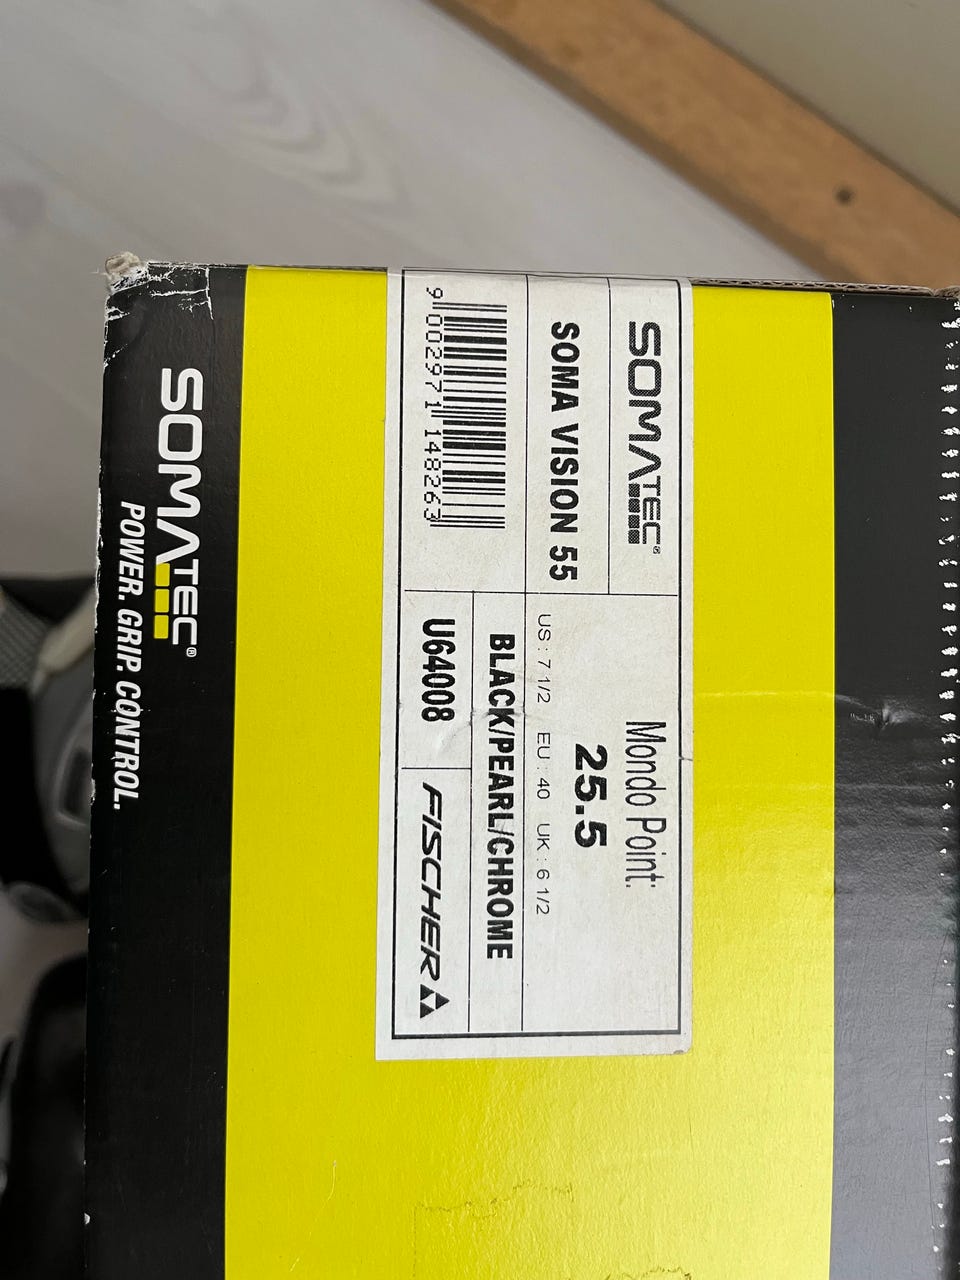 SOMATEC®
SOMA VISION 55
9 002971 148263
Mondo Point:
25.5
US: 7 1/2 EU: 40 UK: 6 1/2
BLACK/PEARL/CHROME
U64008
FISCHER
SOMATEC®
POWER. GRIP. CONTROL.